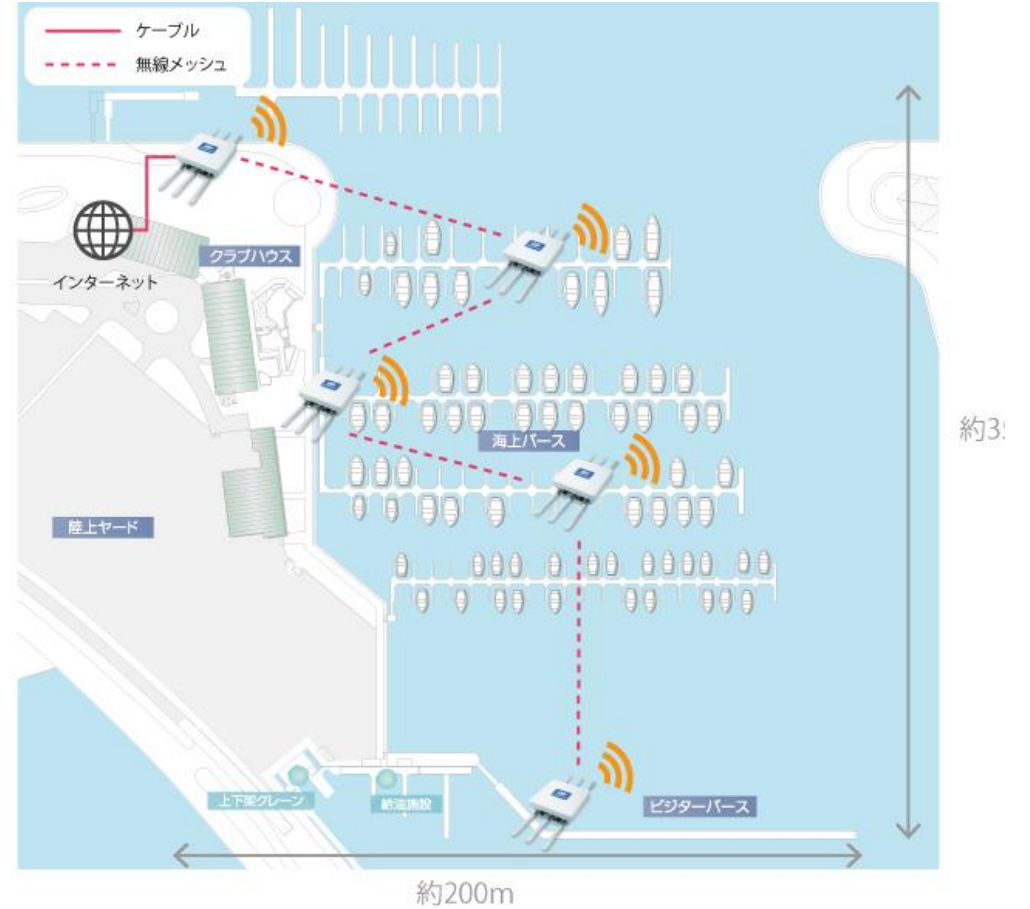 ケーブル
無線メッシュ
クラブハウス
インターネット
海上バース
約3
陸上ヤード
上下架クレーン
給油施設
ビジターバース
約200m